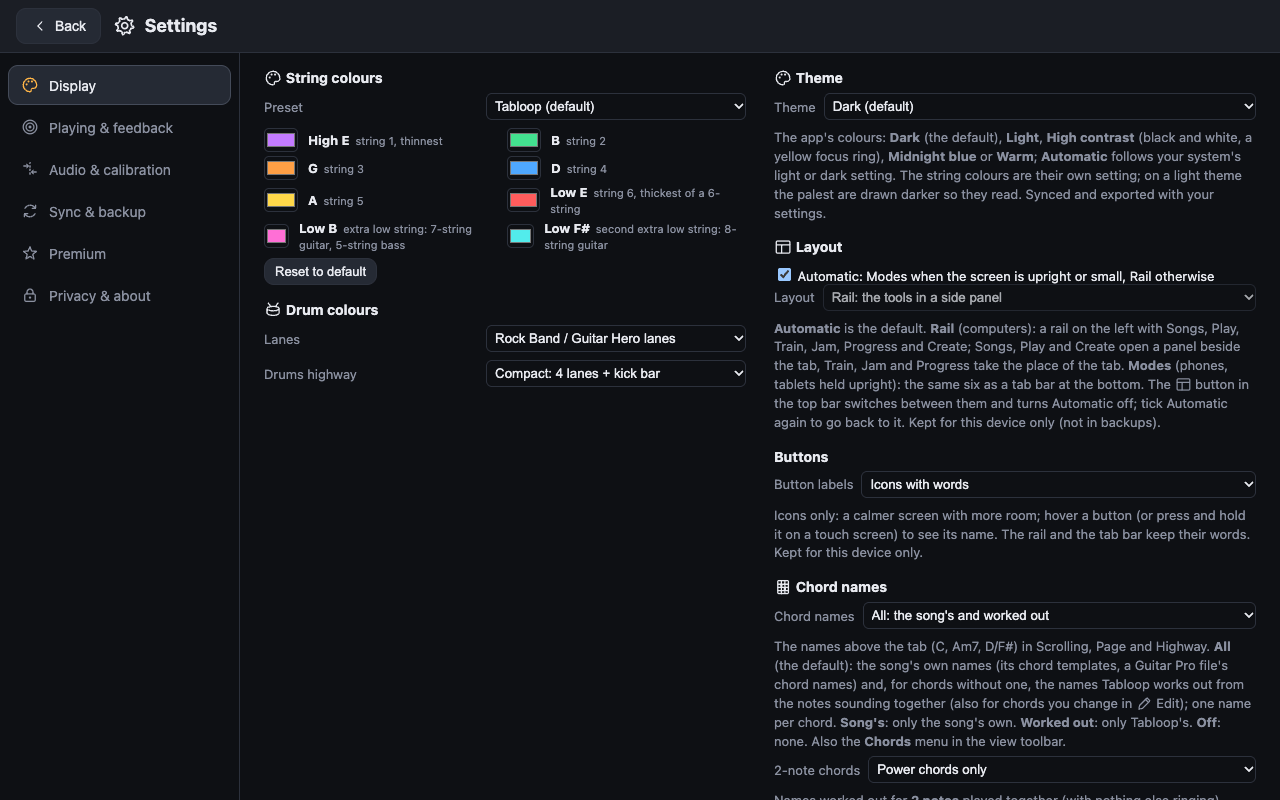 Back
Settings
Display
Playing & feedback
Audio & calibration
Sync & backup
Premium
Privacy & about
String colours
Preset
Tabloop (default)
High E string 1, thinnest
B string 2
G string 3
D string 4
A string 5
Low E string 6, thickest of a 6-
string
Low B extra low string: 7-string
guitar, 5-string bass
Low F# second extra low string: 8-
string guitar
Reset to default
Drum colours
Lanes
Rock Band / Guitar Hero lanes
Drums highway
Compact: 4 lanes + kick bar
Theme
Theme
Dark (default)
The app's colours: Dark (the default), Light, High contrast (black and white, a
yellow focus ring), Midnight blue or Warm; Automatic follows your system's
light or dark setting. The string colours are their own setting; on a light theme
the palest are drawn darker so they read. Synced and exported with your
settings.
Layout
Automatic: Modes when the screen is upright or small, Rail otherwise
Layout
Rail: the tools in a side panel
Automatic is the default. Rail (computers): a rail on the left with Songs, Play,
Train, Jam, Progress and Create; Songs, Play and Create open a panel beside
the tab, Train, Jam and Progress take the place of the tab. Modes (phones,
tablets held upright): the same six as a tab bar at the bottom. The button in
the top bar switches between them and turns Automatic off; tick Automatic
again to go back to it. Kept for this device only (not in backups).
Buttons
Button labels
Icons with words
Icons only: a calmer screen with more room; hover a button (or press and hold
it on a touch screen) to see its name. The rail and the tab bar keep their words.
Kept for this device only.
Chord names
Chord names
All: the song's and worked out
The names above the tab (C, Am7, D/F#) in Scrolling, Page and Highway. All
(the default): the song's own names (its chord templates, a Guitar Pro file's
chord names) and, for chords without one, the names Tabloop works out from
the notes sounding together (also for chords you change in Edit); one name
per chord. Song's: only the song's own. Worked out: only Tabloop's. Off:
none. Also the Chords menu in the view toolbar.
2-note chords
Power chords only
Names worked out for 2 notes played together (with nothing else ringing)